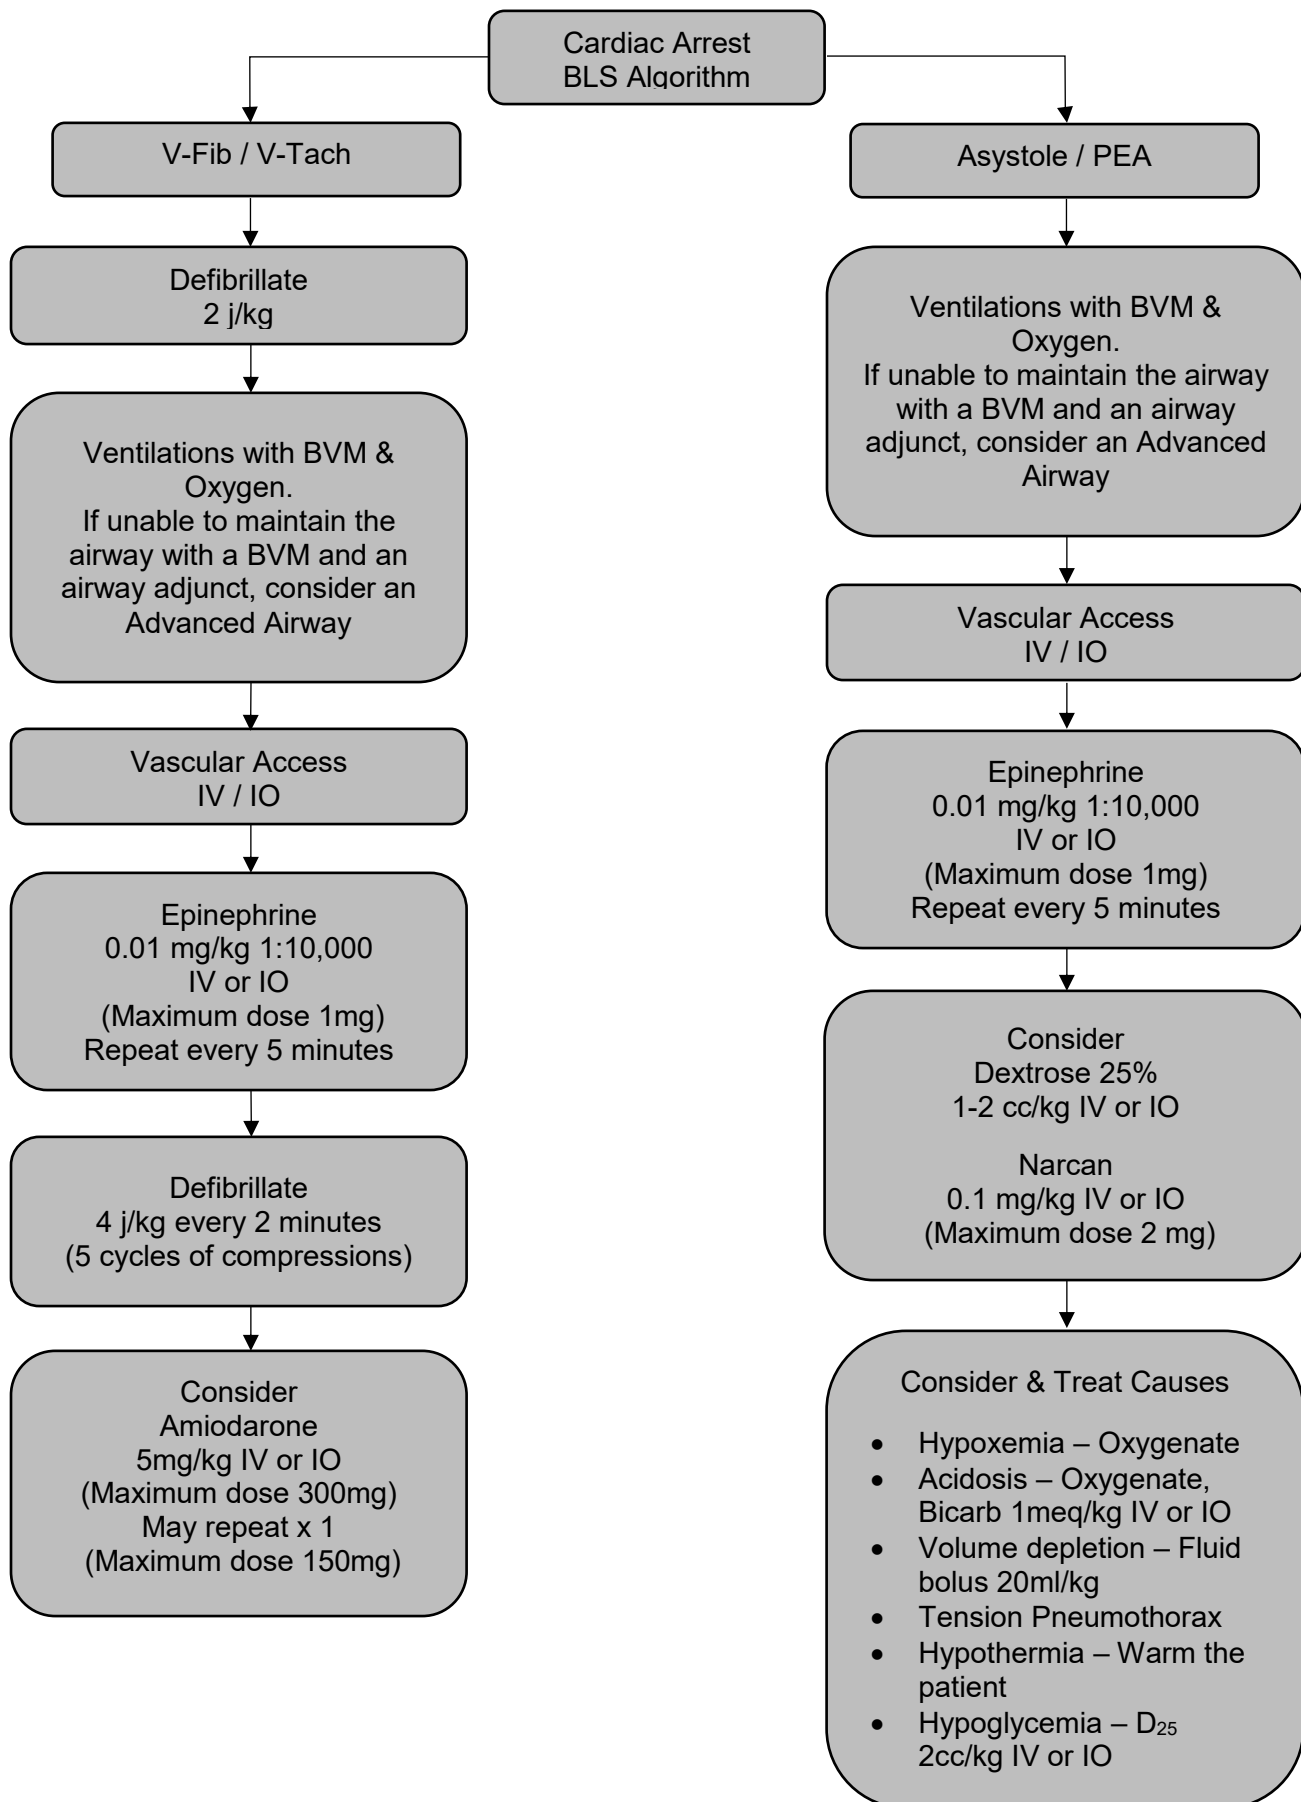 Cardiac Arrest
BLS Algorithm
V-Fib / V-Tach
Defibrillate
2 j/kg
Ventilations with BVM &
Oxygen.
If unable to maintain the
airway with a BVM and an
airway adjunct, consider an
Advanced Airway
Vascular Access
IV / IO
Epinephrine
0.01 mg/kg 1:10,000
IV or IO
(Maximum dose 1mg)
Repeat every 5 minutes
Defibrillate
4 j/kg every 2 minutes
(5 cycles of compressions)
Consider
Amiodarone
5mg/kg IV or IO
(Maximum dose 300mg)
May repeat x 1
(Maximum dose 150mg)
Asystole / PEA
Ventilations with BVM &
Oxygen.
If unable to maintain the airway
with a BVM and an airway
adjunct, consider an Advanced
Airway
Vascular Access
IV / IO
Epinephrine
0.01 mg/kg 1:10,000
IV or IO
(Maximum dose 1mg)
Repeat every 5 minutes
Consider
Dextrose 25%
1-2 cc/kg IV or IO
Narcan
0.1 mg/kg IV or IO
(Maximum dose 2 mg)
Consider & Treat Causes
• Hypoxemia – Oxygenate
• Acidosis – Oxygenate,
Bicarb 1meq/kg IV or IO
• Volume depletion – Fluid
bolus 20ml/kg
• Tension Pneumothorax
• Hypothermia – Warm the
patient
• Hypoglycemia – D₂₅
2cc/kg IV or IO